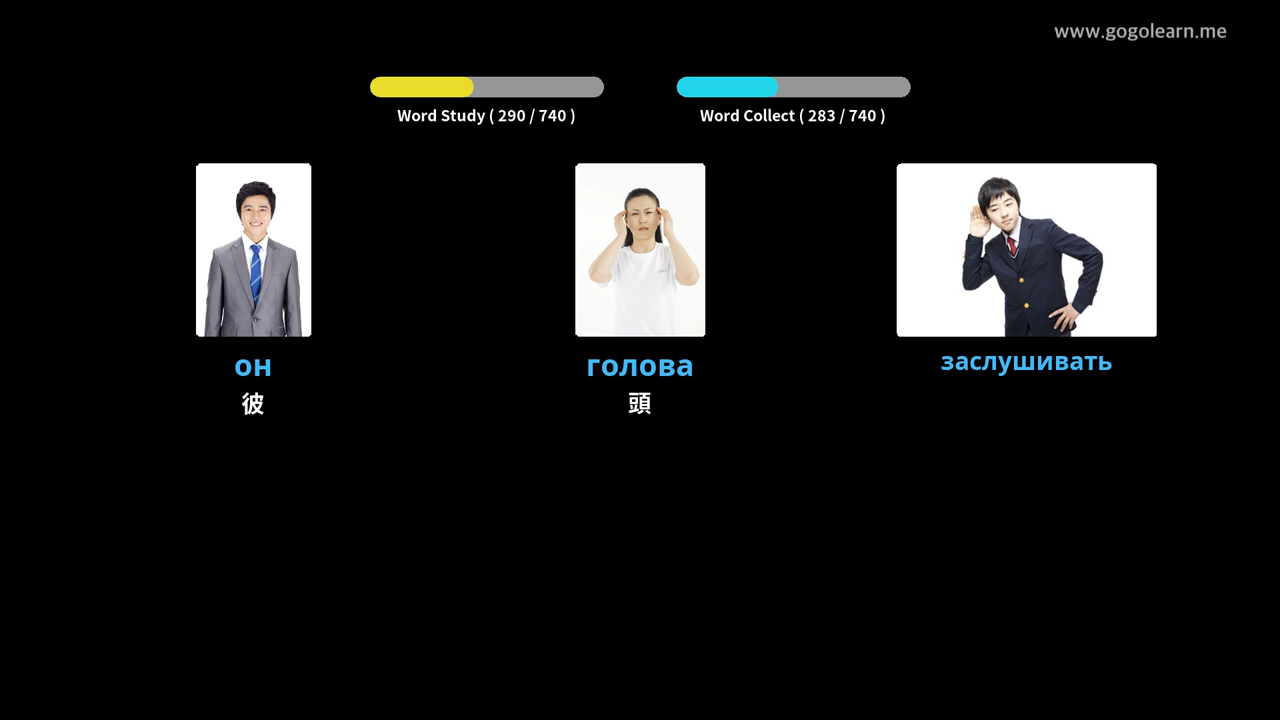 www.gogolearn.me
Word Study ( 290 / 740 )
Word Collect ( 283 / 740 )
он
彼
голова
頭
заслушивать